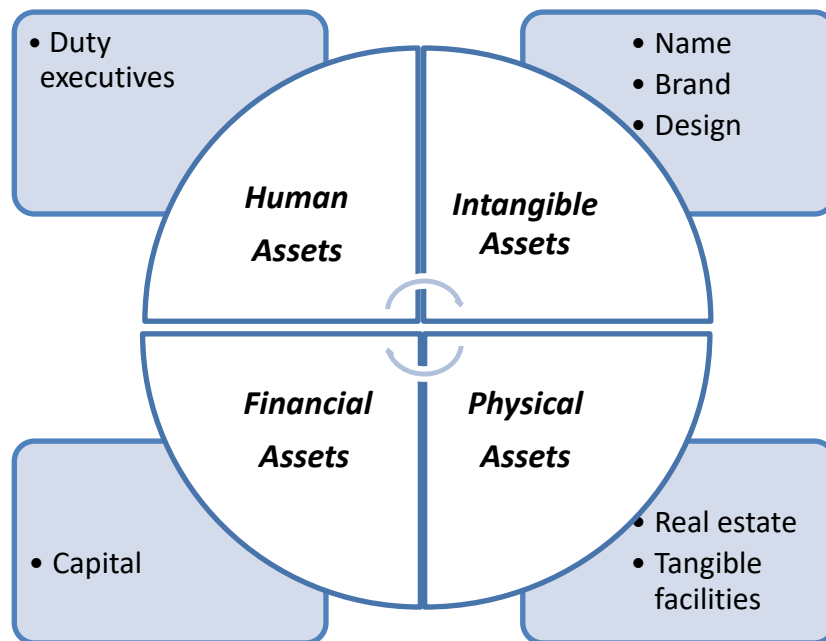 • Duty
executives
• Name
• Brand
• Design
Human
Assets
Intangible
Assets
Financial
Assets
Physical
Assets
• Capital
• Real estate
• Tangible
facilities